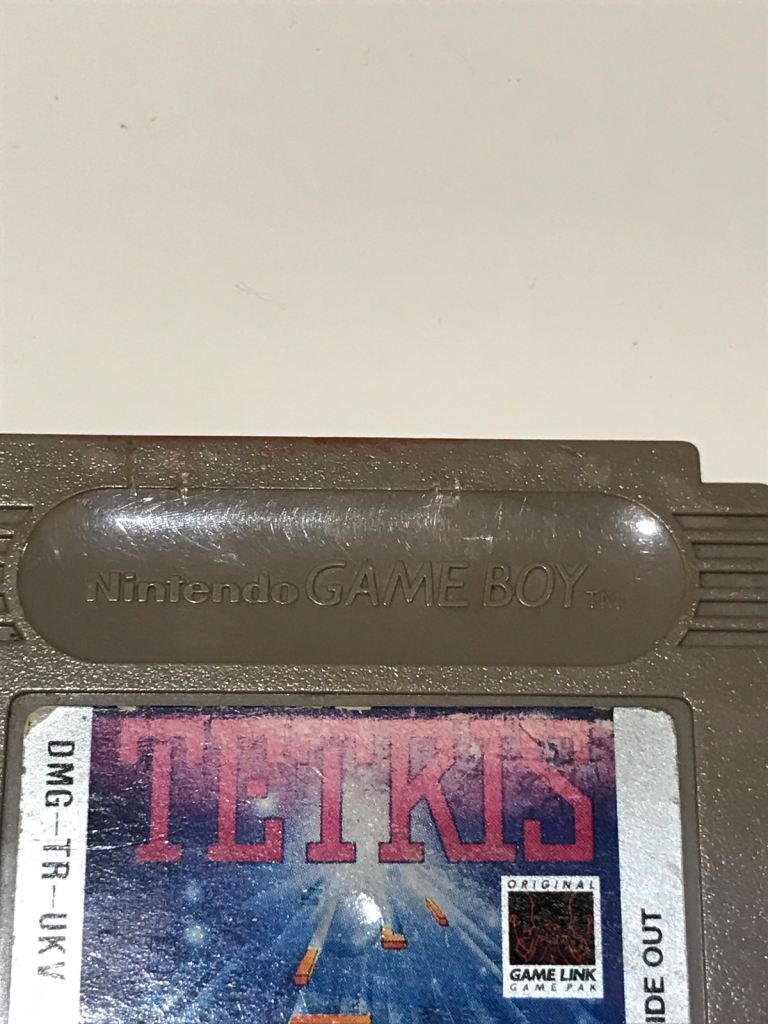 Nintendo GAME BOY TM
TETRIS
DMG-TR-UKV
ORIGINAL
GAME LINK
GAME PAK
IDE OUT